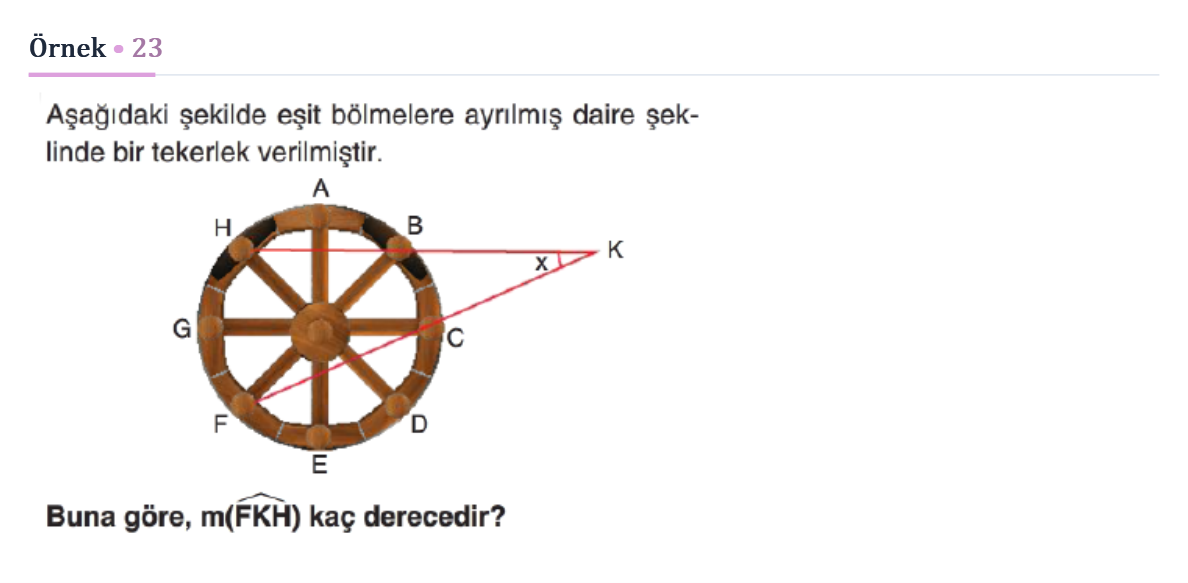 Örnek • 23
Aşağıdaki şekilde eşit bölmelere ayrılmış daire şek-
linde bir tekerlek verilmiştir.
A
H B
K
x
G C
F D
E
Buna göre, m(FKH) kaç derecedir?